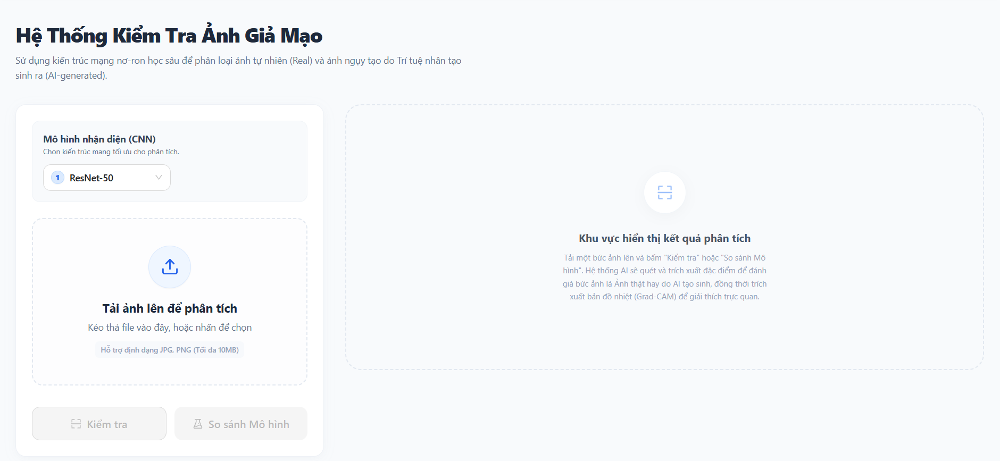 Hệ Thống Kiểm Tra Ảnh Giả Mạo
Sử dụng kiến trúc mạng nơ-ron học sâu để phân loại ảnh tự nhiên (Real) và ảnh ngụy tạo do Trí tuệ nhân tạo
sinh ra (AI-generated).
Mô hình nhận diện (CNN)
Chọn kiến trúc mạng tối ưu cho phân tích.
1 ResNet-50
Tải ảnh lên để phân tích
Kéo thả file vào đây, hoặc nhấn để chọn
Hỗ trợ định dạng JPG, PNG (Tối đa 10MB)
Kiểm tra
So sánh Mô hình
Khu vực hiển thị kết quả phân tích
Tải một bức ảnh lên và bấm "Kiểm tra" hoặc "So sánh Mô
hình". Hệ thống AI sẽ quét và trích xuất đặc điểm để đánh
giá bức ảnh là Ảnh thật hay do AI tạo sinh, đồng thời trích
xuất bản đồ nhiệt (Grad-CAM) để giải thích trực quan.